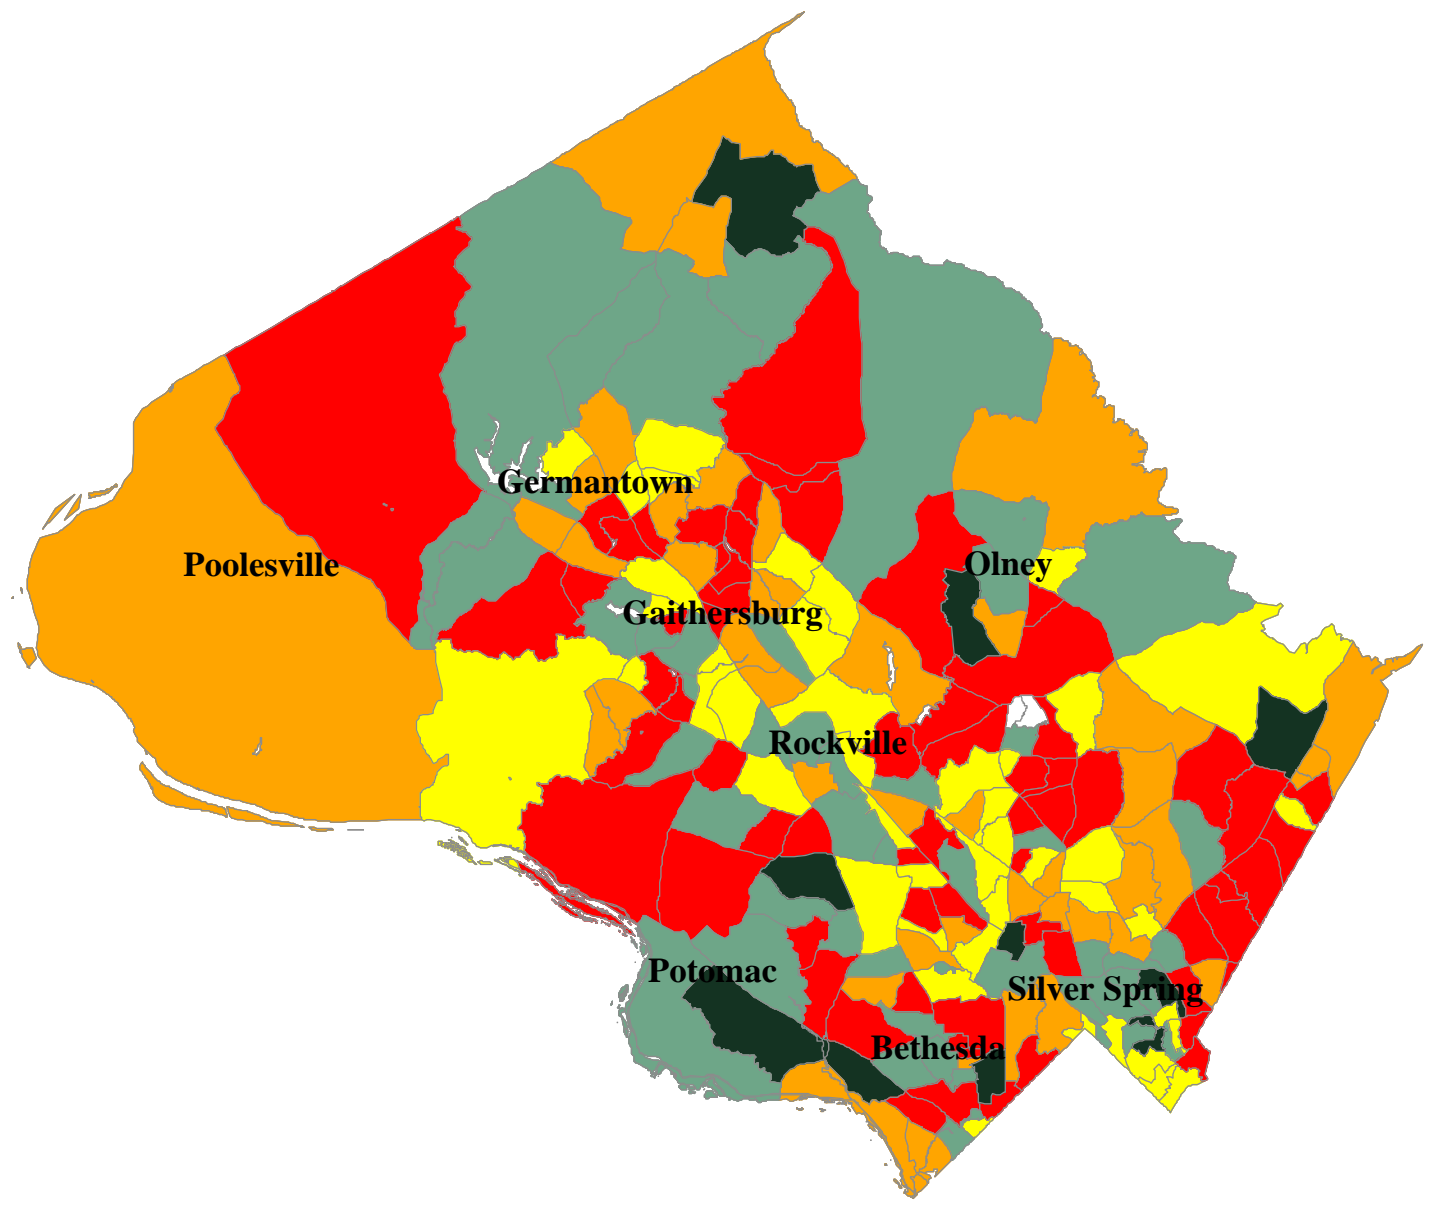 Germantown
Poolesville
Olney
Gaithersburg
Rockville
Potomac
Silver Spring
Bethesda